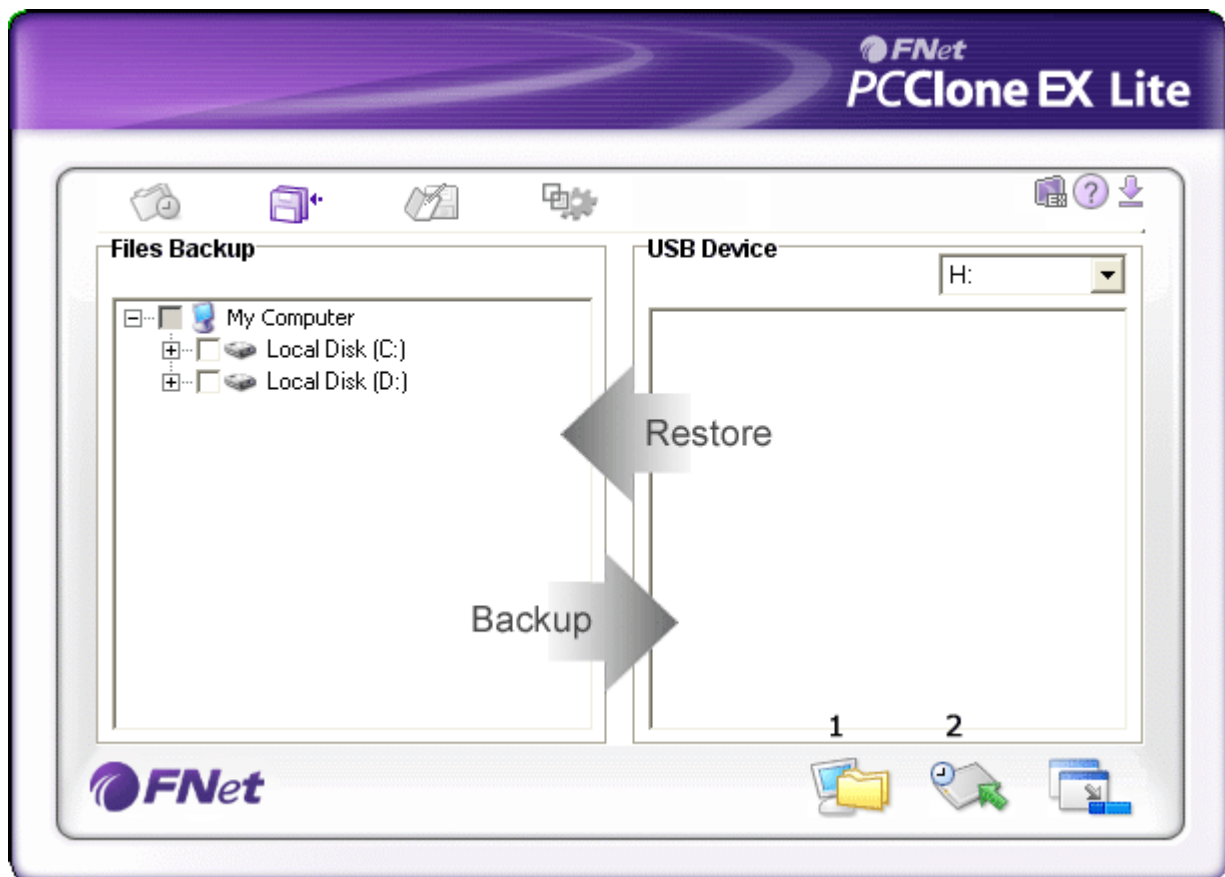 FNet
PCClone EX Lite
Files Backup
USB Device
H:
My Computer
Local Disk (C:)
Local Disk (D:)
Restore
Backup
1 2
FNet